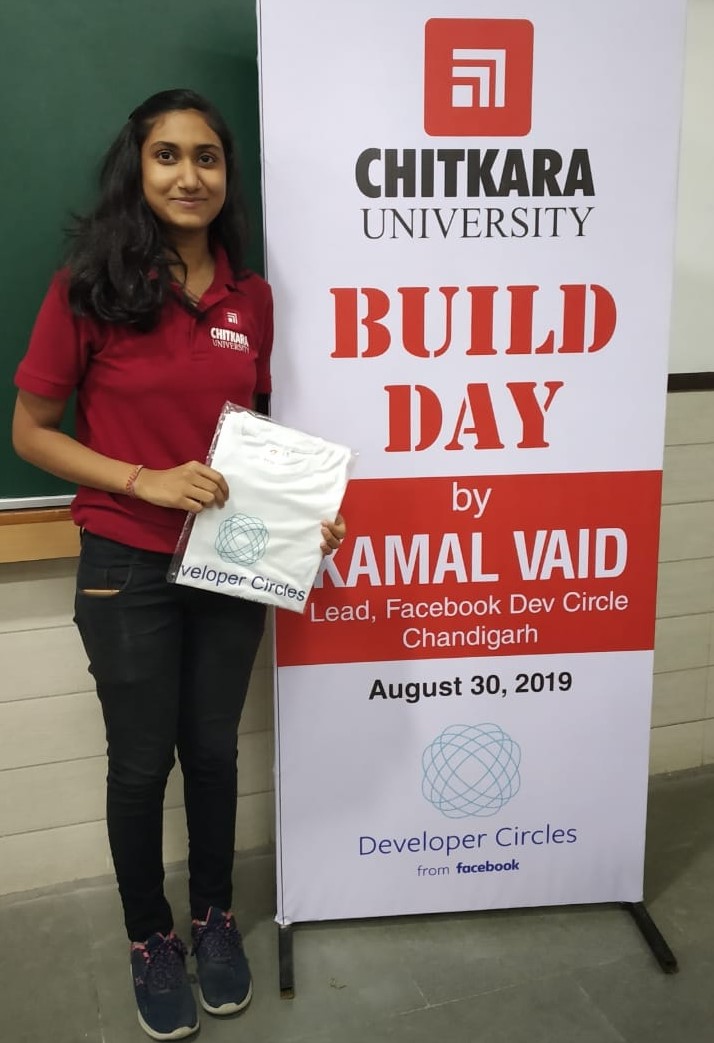 CHITKARA
UNIVERSITY
BUILD
DAY
by
KAMAL VAID
Lead, Facebook Dev Circle
Chandigarh
August 30, 2019
Developer Circles
from facebook
CHITKARA
UNIVERSITY
veloper Circles